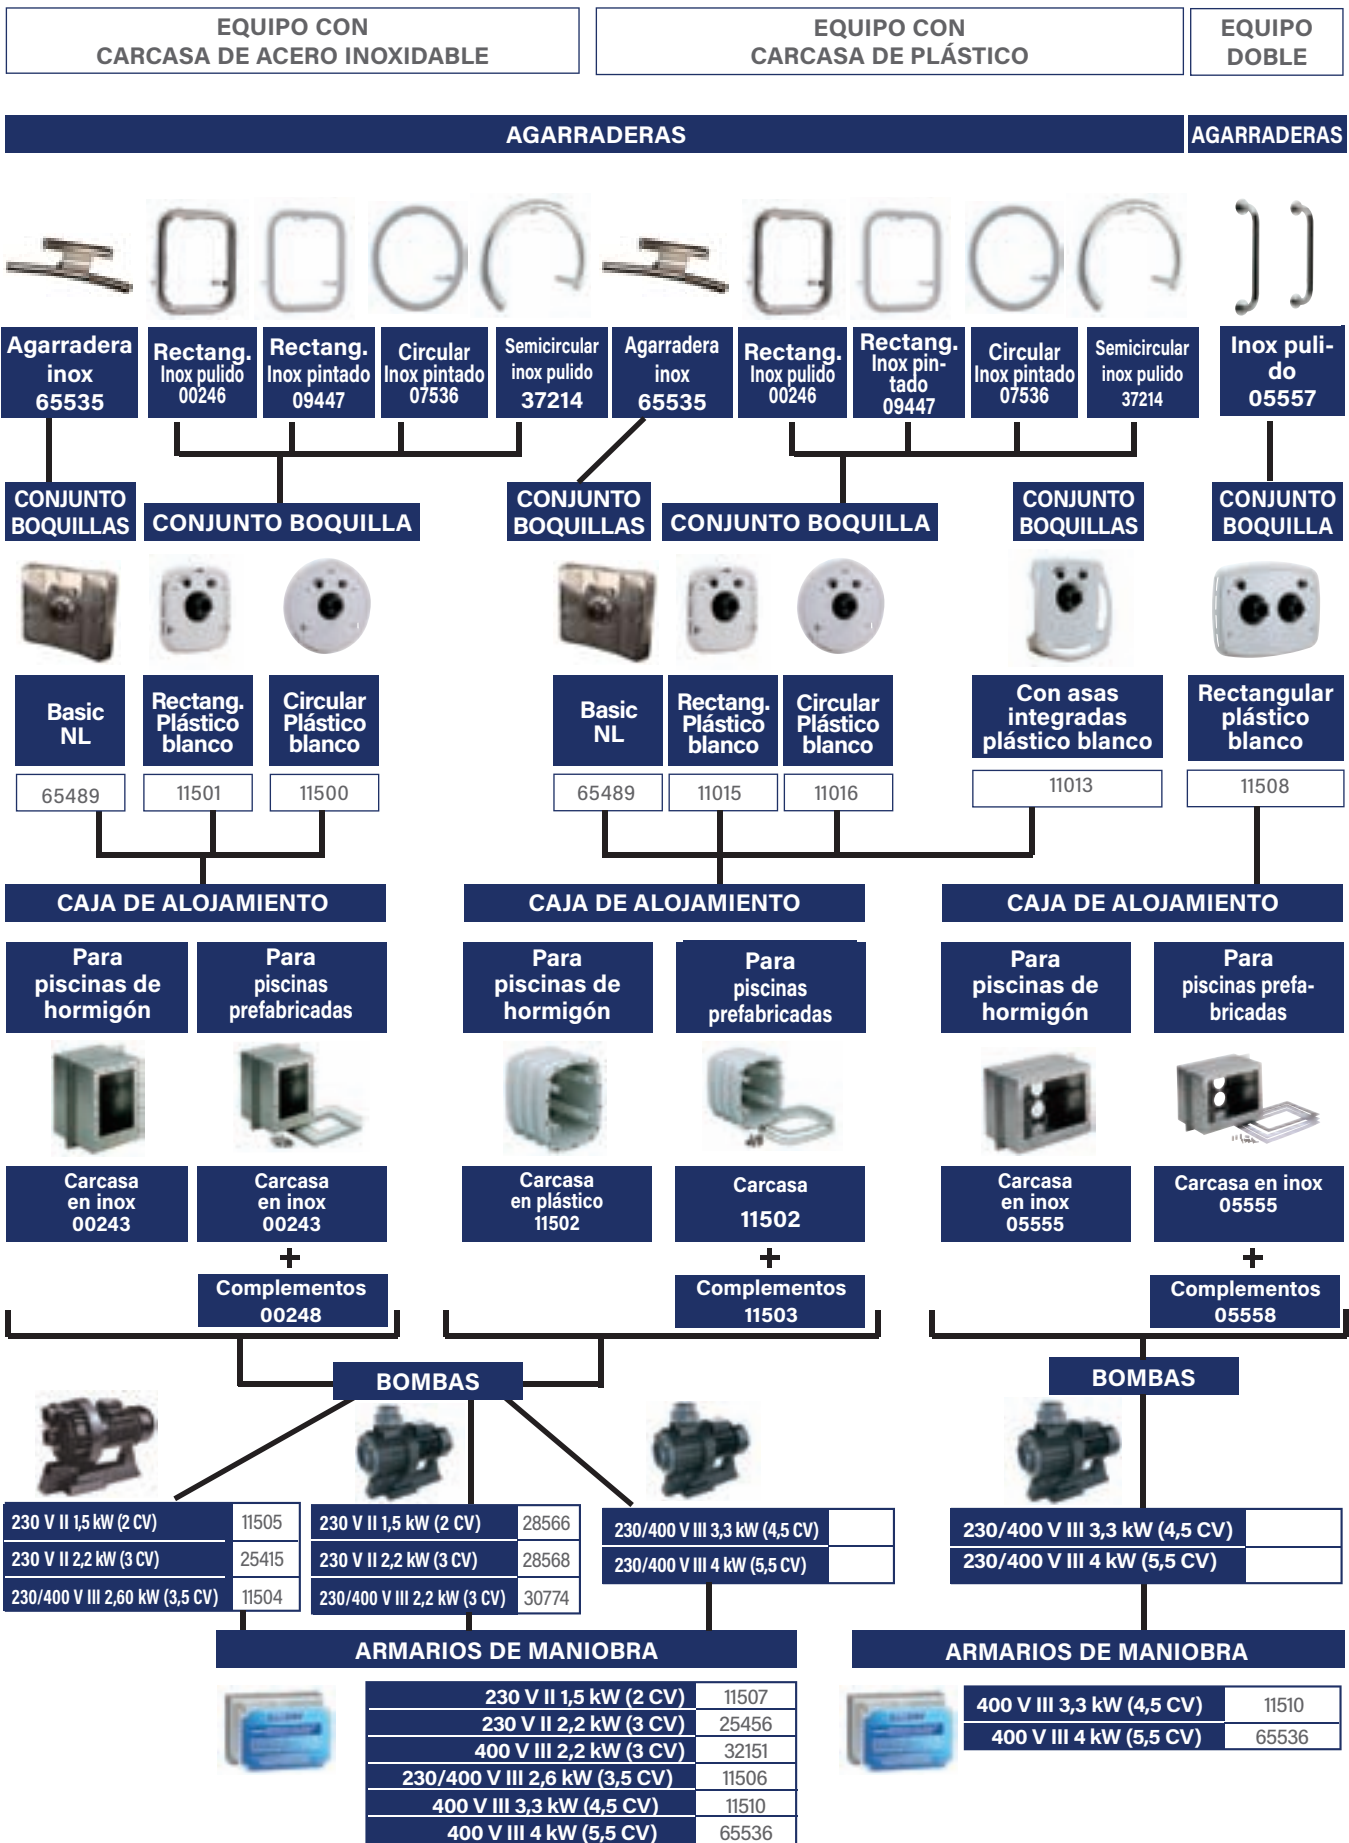 EQUIPO CON
CARCASA DE ACERO INOXIDABLE
EQUIPO CON
CARCASA DE PLÁSTICO
EQUIPO
DOBLE
AGARRADERAS
AGARRADERAS
Agarradera
inox
65535
Rectang.
Inox pulido
00246
Rectang.
Inox pintado
09447
Circular
Inox pintado
07536
Semicircular
inox pulido
37214
Agarradera
inox
65535
Rectang.
Inox pulido
00246
Rectang.
Inox pin-
tado
09447
Circular
Inox pintado
07536
Semicircular
inox pulido
37214
Inox puli-
do
05557
CONJUNTO
BOQUILLAS
CONJUNTO BOQUILLA
CONJUNTO
BOQUILLAS
CONJUNTO BOQUILLA
CONJUNTO
BOQUILLAS
CONJUNTO
BOQUILLA
Basic
NL
Rectang.
Plástico
blanco
Circular
Plástico
blanco
Basic
NL
Rectang.
Plástico
blanco
Circular
Plástico
blanco
Con asas
integradas
plástico blanco
Rectangular
plástico
blanco
65489
11501
11500
65489
11015
11016
11013
11508
CAJA DE ALOJAMIENTO
CAJA DE ALOJAMIENTO
CAJA DE ALOJAMIENTO
Para
piscinas de
hormigón
Para
piscinas
prefabricadas
Para
piscinas de
hormigón
Para
piscinas
prefabricadas
Para
piscinas de
hormigón
Para
piscinas prefa-
bricadas
Carcasa
en inox
00243
Carcasa
en inox
00243
Carcasa
en plástico
11502
Carcasa
11502
Carcasa
en inox
05555
Carcasa en inox
05555
+
+
+
Complementos
00248
Complementos
11503
Complementos
05558
BOMBAS
BOMBAS
230 V II 1,5 kW (2 CV) 11505
230 V II 2,2 kW (3 CV) 25415
230/400 V III 2,60 kW (3,5 CV) 11504
230 V II 1,5 kW (2 CV) 28566
230 V II 2,2 kW (3 CV) 28568
230/400 V III 2,2 kW (3 CV) 30774
230/400 V III 3,3 kW (4,5 CV)
230/400 V III 4 kW (5,5 CV)
230/400 V III 3,3 kW (4,5 CV)
230/400 V III 4 kW (5,5 CV)
ARMARIOS DE MANIOBRA
ARMARIOS DE MANIOBRA
230 V II 1,5 kW (2 CV) 11507
230 V II 2,2 kW (3 CV) 25456
400 V III 2,2 kW (3 CV) 32151
230/400 V III 2,6 kW (3,5 CV) 11506
400 V III 3,3 kW (4,5 CV) 11510
400 V III 4 kW (5,5 CV) 65536
400 V III 3,3 kW (4,5 CV) 11510
400 V III 4 kW (5,5 CV) 65536